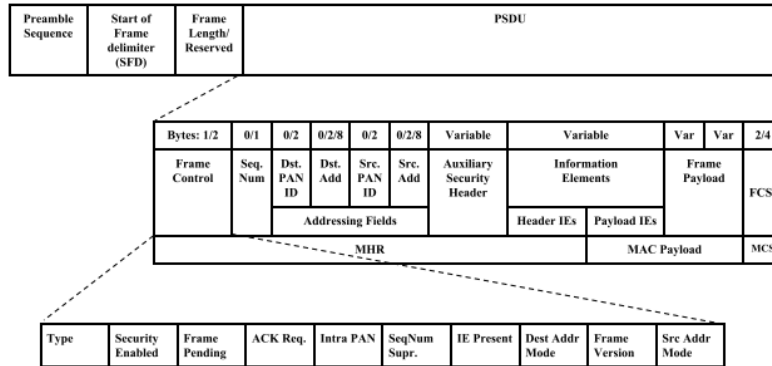 Preamble Sequence
Start of Frame delimiter (SFD)
Frame Length/ Reserved
PSDU
Bytes: 1/2 0/1 0/2 0/2/8 0/2 0/2/8 Variable Variable Var Var 2/4
Frame Control
Seq. Num
Dst. PAN ID
Dst. Add
Src. PAN ID
Src. Add
Auxiliary Security Header
Information Elements
Frame Payload
FCS
Addressing Fields
Header IEs
Payload IEs
MHR
MAC Payload
MCS
Type
Security Enabled
Frame Pending
ACK Req.
Intra PAN
SeqNum Supr.
IE Present
Dest Addr Mode
Frame Version
Src Addr Mode